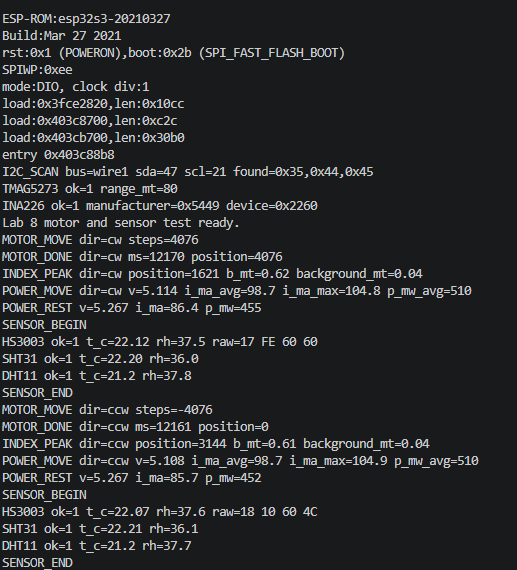 ESP-ROM:esp32s3-20210327
Build:Mar 27 2021
rst:0x1 (POWERON),boot:0x2b (SPI_FAST_FLASH_BOOT)
SPIWP:0xee
mode:DIO, clock div:1
load:0x3fce2820,len:0x10cc
load:0x403c8700,len:0xc2c
load:0x403cb700,len:0x30b0
entry 0x403c88b8
I2C_SCAN bus=wire1 sda=47 scl=21 found=0x35,0x44,0x45
TMAG5273 ok=1 range_mt=80
INA226 ok=1 manufacturer=0x5449 device=0x2260
Lab 8 motor and sensor test ready.
MOTOR_MOVE dir=cw steps=4076
MOTOR_DONE dir=cw ms=12170 position=4076
INDEX_PEAK dir=cw position=1621 b_mt=0.62 background_mt=0.04
POWER_MOVE dir=cw v=5.114 i_ma_avg=98.7 i_ma_max=104.8 p_mw_avg=510
POWER_REST v=5.267 i_ma=86.4 p_mw=455
SENSOR_BEGIN
HS3003 ok=1 t_c=22.12 rh=37.5 raw=17 FE 60 60
SHT31 ok=1 t_c=22.20 rh=36.0
DHT11 ok=1 t_c=21.2 rh=37.8
SENSOR_END
MOTOR_MOVE dir=ccw steps=-4076
MOTOR_DONE dir=ccw ms=12161 position=0
INDEX_PEAK dir=ccw position=3144 b_mt=0.61 background_mt=0.04
POWER_MOVE dir=ccw v=5.108 i_ma_avg=98.7 i_ma_max=104.9 p_mw_avg=510
POWER_REST v=5.267 i_ma=85.7 p_mw=452
SENSOR_BEGIN
HS3003 ok=1 t_c=22.07 rh=37.6 raw=18 10 60 4C
SHT31 ok=1 t_c=22.21 rh=36.1
DHT11 ok=1 t_c=21.2 rh=37.7
SENSOR_END